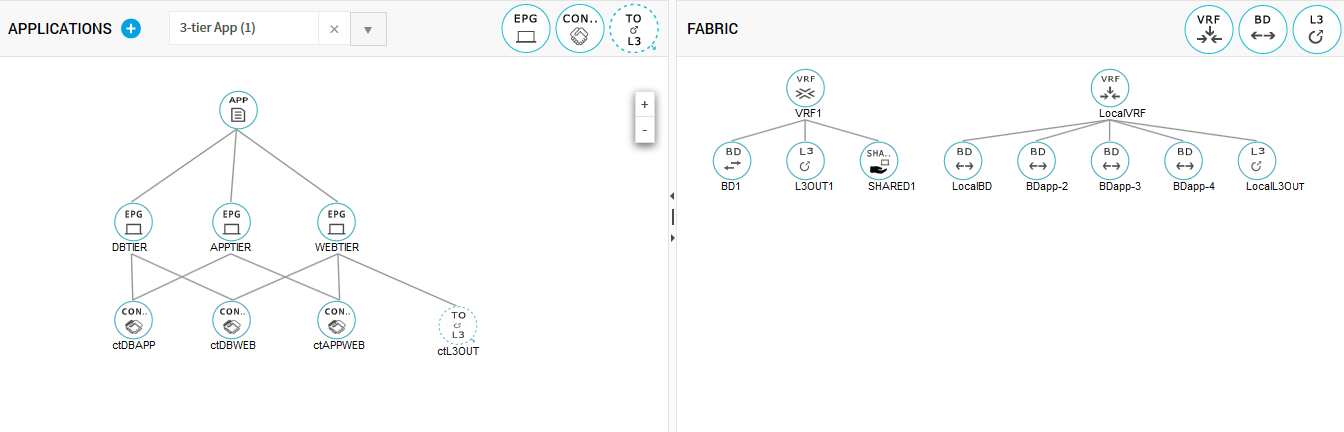 APPLICATIONS
3-tier App (1)
EPG
CON..
TO
L3
FABRIC
VRF
BD
L3
APP
+
-
EPG
DBTIER
EPG
APPTIER
EPG
WEBTIER
CON..
ctDBAPP
CON..
ctDBWEB
CON..
ctAPPWEB
TO
L3
ctL3OUT
VRF
VRF1
BD
BD1
L3
L3OUT1
SHA..
SHARED1
VRF
LocalVRF
BD
LocalBD
BD
BDapp-2
BD
BDapp-3
BD
BDapp-4
L3
LocalL3Out